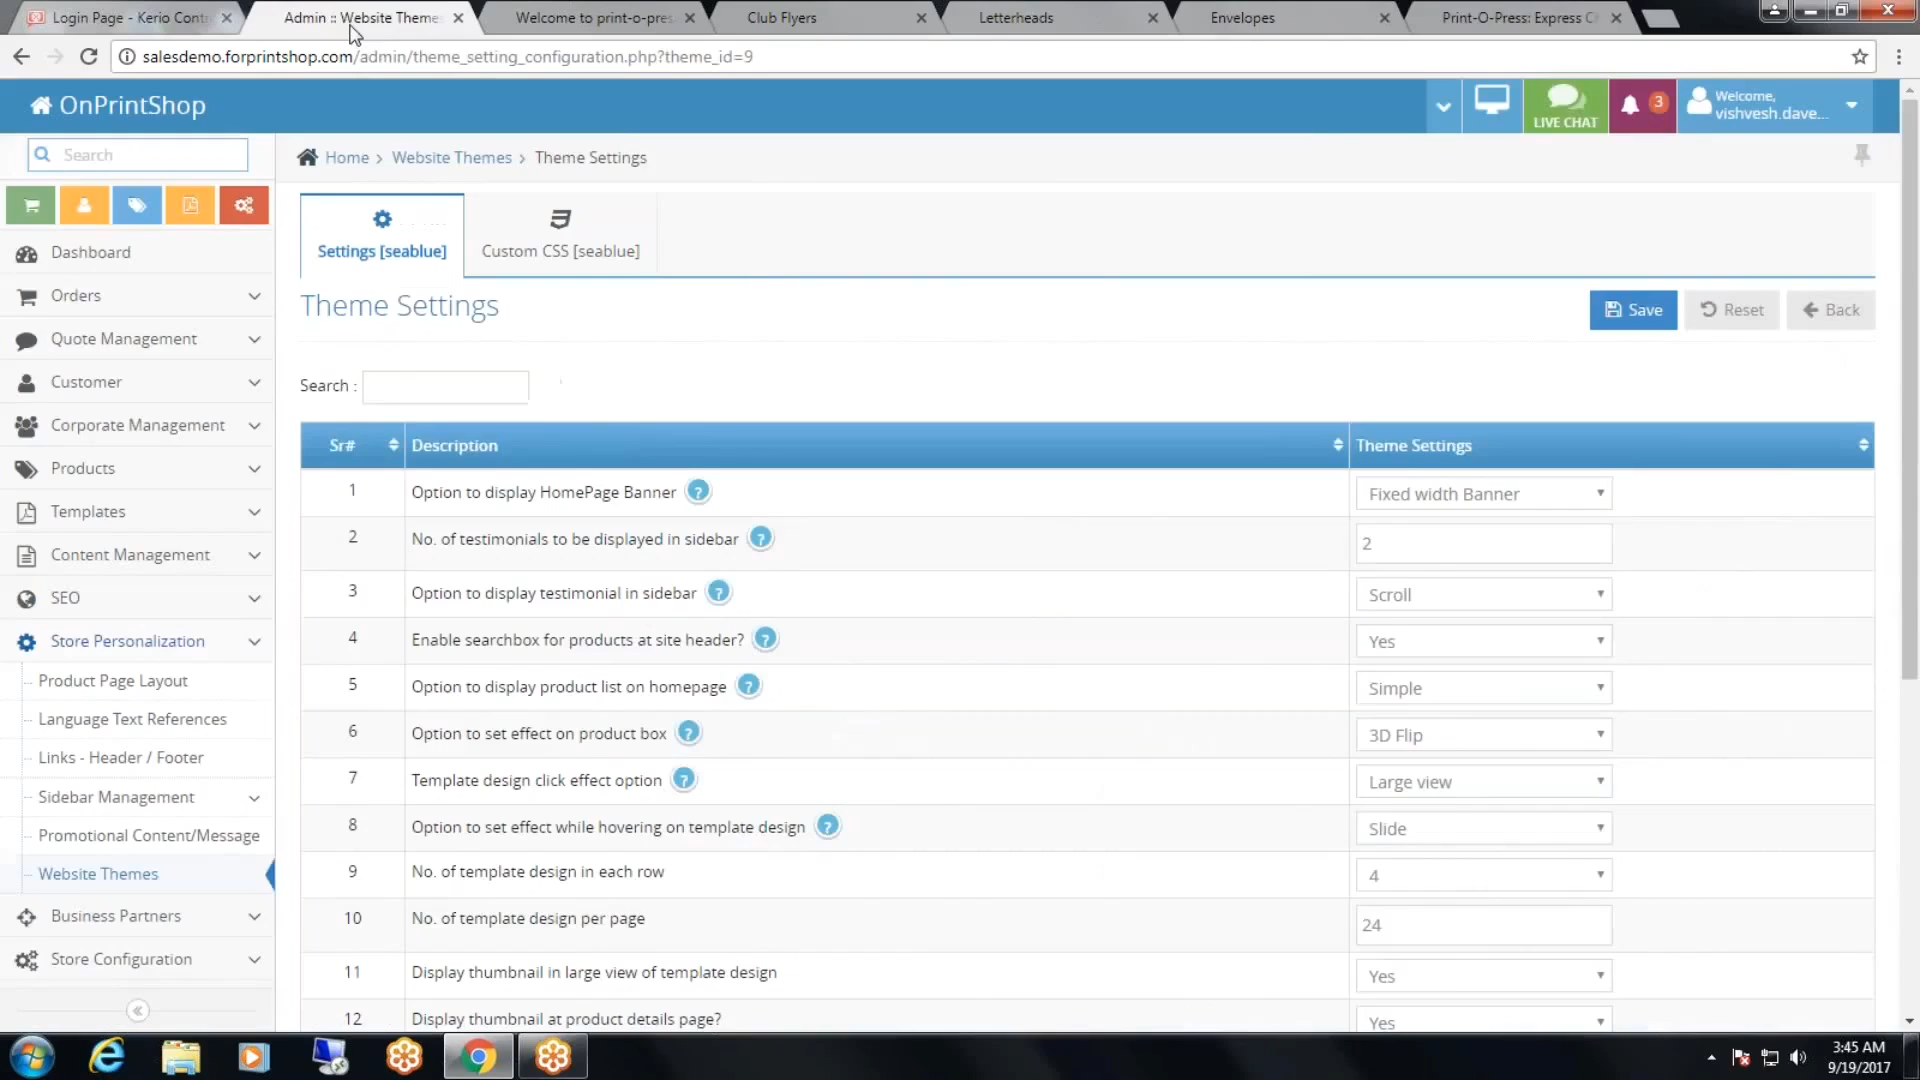 Login Page - Kerio Cont
Admin :: Website Theme
Welcome to print-o-pres
Club Flyers
Letterheads
Envelopes
Print-O-Press: Express C
salesdemo.forprintshop.com/admin/theme_setting_configuration.php?theme_id=9
OnPrintShop
LIVE CHAT
3
Welcome,
vishvesh.dave...
Search
Home > Website Themes > Theme Settings
Settings [seablue]
Custom CSS [seablue]
Dashboard
Orders
Quote Management
Customer
Corporate Management
Products
Templates
Content Management
SEO
Store Personalization
Product Page Layout
Language Text References
Links - Header / Footer
Sidebar Management
Promotional Content/Message
Website Themes
Business Partners
Store Configuration
Theme Settings
Save
Reset
Back
Search :
Sr# Description Theme Settings
1 Option to display HomePage Banner ? Fixed width Banner
2 No. of testimonials to be displayed in sidebar ? 2
3 Option to display testimonial in sidebar ? Scroll
4 Enable searchbox for products at site header? ? Yes
5 Option to display product list on homepage ? Simple
6 Option to set effect on product box ? 3D Flip
7 Template design click effect option ? Large view
8 Option to set effect while hovering on template design ? Slide
9 No. of template design in each row 4
10 No. of template design per page 24
11 Display thumbnail in large view of template design Yes
12 Display thumbnail at product details page? Yes
3:45 AM
9/19/2017